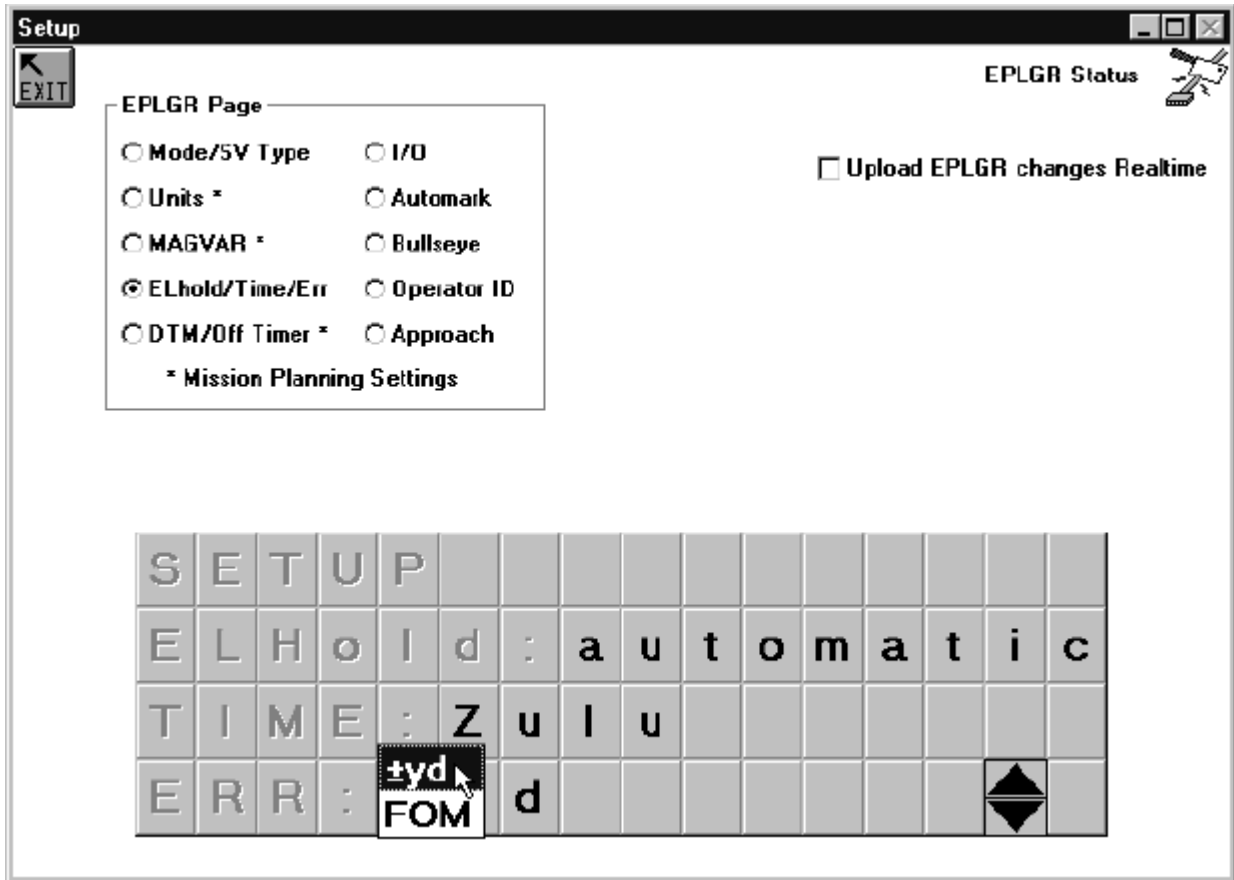 Setup
EXIT
EPLGR Status
EPLGR Page
Mode/SV Type
I/O
Upload EPLGR changes Realtime
Units *
Automark
MAGVAR *
Bullseye
ELhold/Time/Err
Operator ID
DTM/Off Timer *
Approach
* Mission Planning Settings
SETUP
ELHold:automatic
TIME:Zulu
ERR: d
±yd
FOM